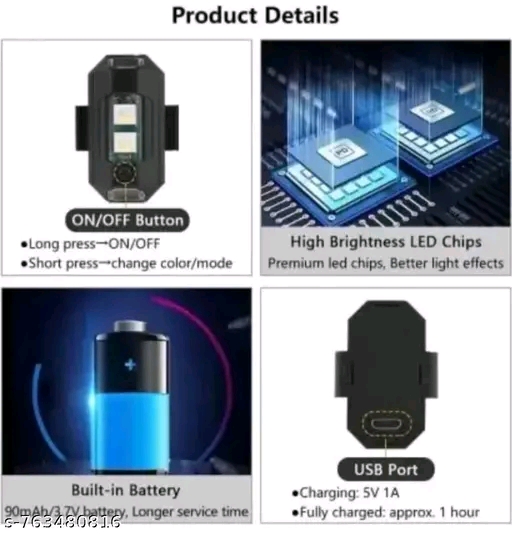 Product Details
ON/OFF Button
●Long press→ON/OFF
●Short press→change color/mode
High Brightness LED Chips
Premium led chips, Better light effects
Built-in Battery
90mAh/3.7V battery, Longer service time
s-763480816
USB Port
●Charging: 5V 1A
●Fully charged: approx. 1 hour